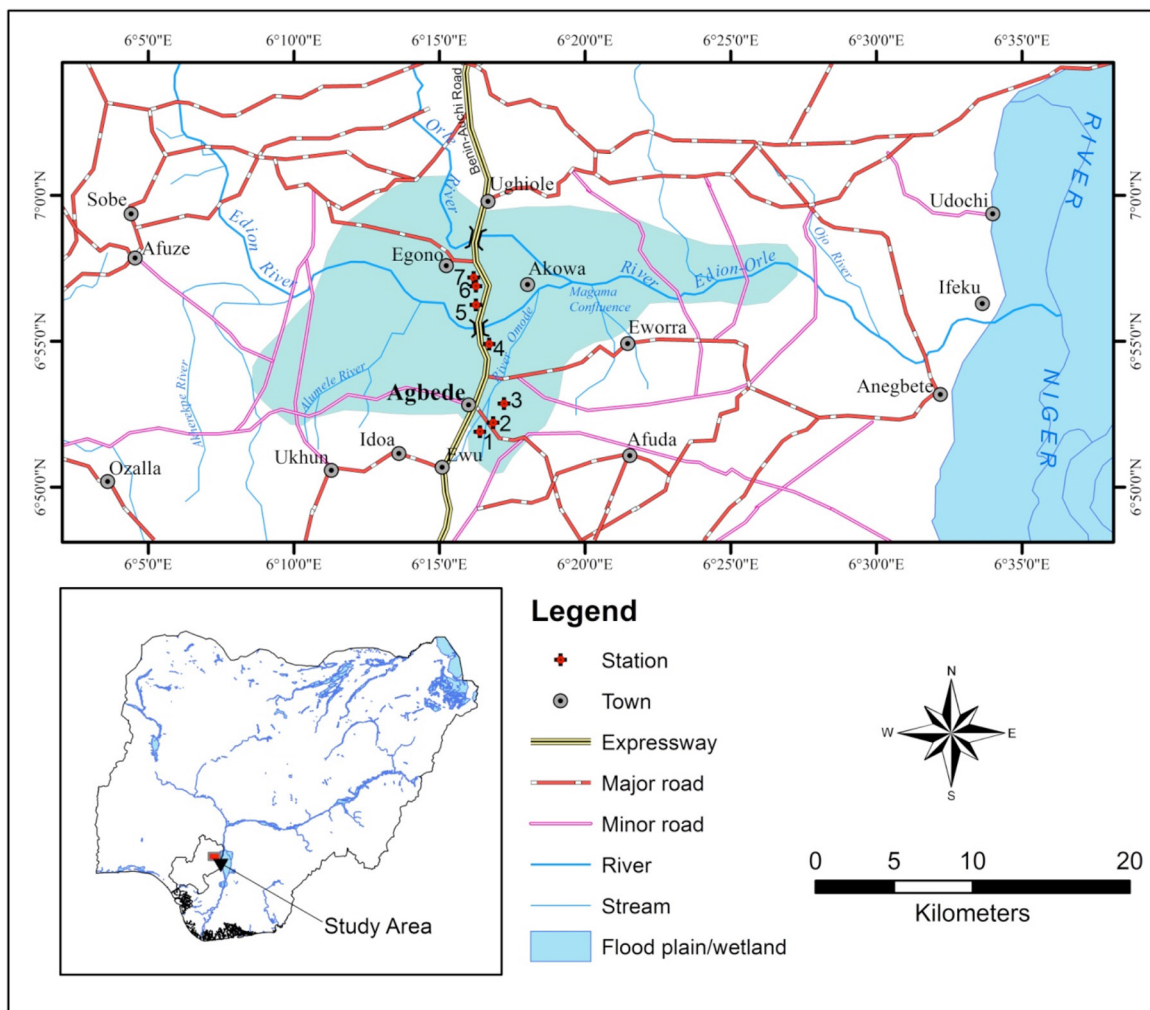 6°5'0"E 6°10'0"E 6°15'0"E 6°20'0"E 6°25'0"E 6°30'0"E 6°35'0"E
7°0'0"N
6°55'0"N
6°50'0"N
7°0'0"N
6°55'0"N
6°50'0"N
Benin-Auchi Road
Orle
River
Ughiole
Sobe
Udochi
RIVER
NIGER
Afuze
Edion
River
Egono
Akowa
River
Edion-Orle
Ojo River
Ifeku
7
6
5
4
Magama
Confluence
River Omode
Eworra
Alumele River
Agbede
3
2
1
Anegbete
Idoa
Ukhun
Ewu
Afuda
Ozalla
6°5'0"E 6°10'0"E 6°15'0"E 6°20'0"E 6°25'0"E 6°30'0"E 6°35'0"E
Study Area
Legend
Station
Town
Expressway
Major road
Minor road
River
Stream
Flood plain/wetland
N
W E
S
0 5 10 20
Kilometers